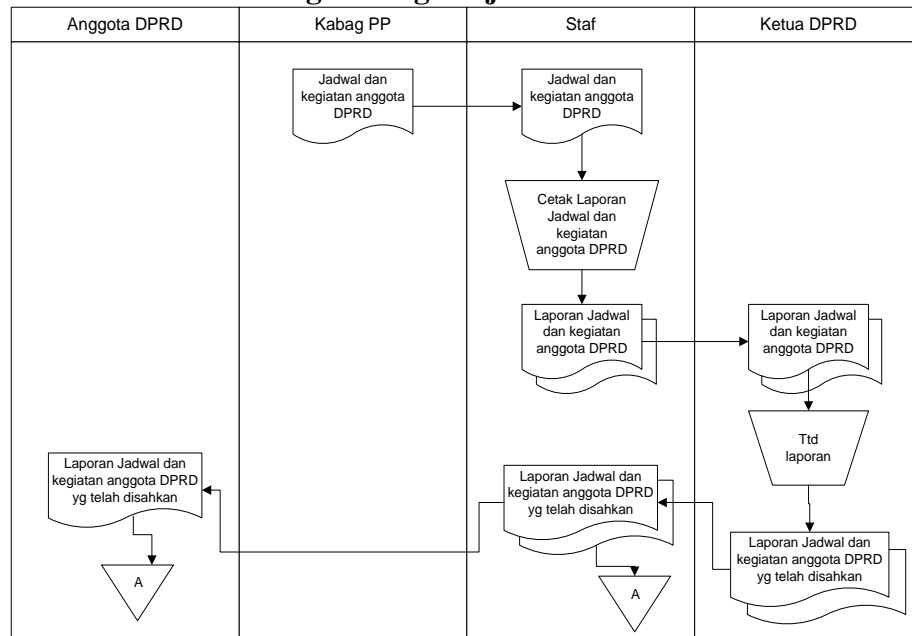 Anggota DPRD
Kabag PP
Staf
Ketua DPRD
Jadwal dan
kegiatan anggota
DPRD
Jadwal dan
kegiatan anggota
DPRD
Cetak Laporan
Jadwal dan
kegiatan
anggota DPRD
Laporan Jadwal
dan kegiatan
anggota DPRD
Laporan Jadwal
dan kegiatan
anggota DPRD
Ttd
laporan
Laporan Jadwal dan
kegiatan anggota DPRD
yg telah disahkan
Laporan Jadwal dan
kegiatan anggota DPRD
yg telah disahkan
Laporan Jadwal dan
kegiatan anggota DPRD
yg telah disahkan
A
A